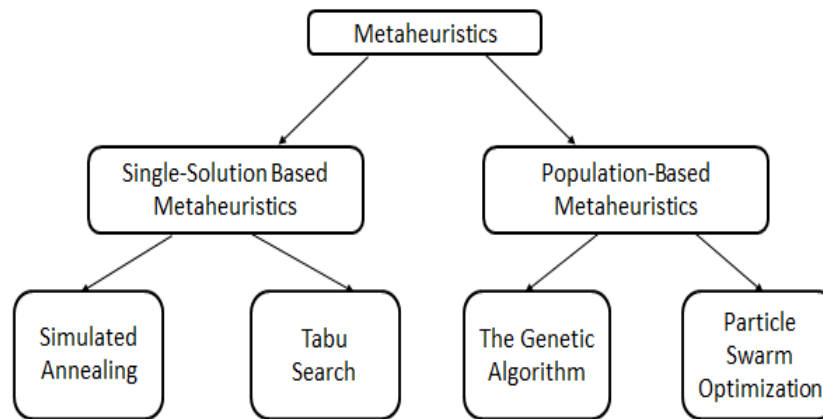 Metaheuristics
Single-Solution Based
Metaheuristics
Population-Based
Metaheuristics
Simulated
Annealing
Tabu
Search
The Genetic
Algorithm
Particle
Swarm
Optimization